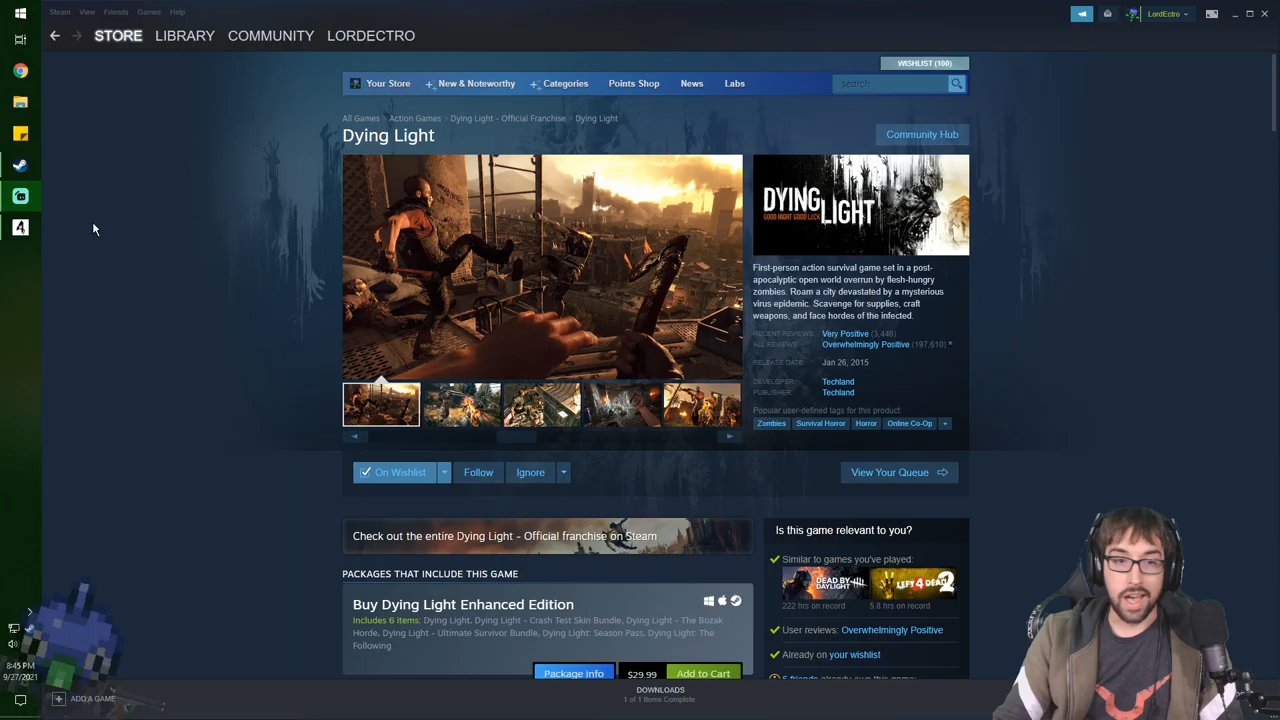 Steam View Friends Games Help
LordEctro
STORE LIBRARY COMMUNITY LORDECTRO
WISHLIST (100)
Your Store New & Noteworthy Categories Points Shop News Labs search
All Games > Action Games > Dying Light - Official Franchise > Dying Light
Dying Light
Community Hub
DYING LIGHT
GOOD NIGHT GOOD LUCK
First-person action survival game set in a post-
apocalyptic open world overrun by flesh-hungry
zombies. Roam a city devastated by a mysterious
virus epidemic. Scavenge for supplies, craft
weapons, and face hordes of the infected.
RECENT REVIEWS: Very Positive (3,446)
ALL REVIEWS: Overwhelmingly Positive (197,610) *
RELEASE DATE: Jan 26, 2015
DEVELOPER: Techland
PUBLISHER: Techland
Popular user-defined tags for this product:
Zombies Survival Horror Horror Online Co-Op +
On Wishlist Follow Ignore View Your Queue
Check out the entire Dying Light - Official franchise on Steam
Is this game relevant to you?
PACKAGES THAT INCLUDE THIS GAME
Similar to games you've played:
DEAD BY DAYLIGHT LEFT 4 DEAD 2
222 hrs on record 5.8 hrs on record
Buy Dying Light Enhanced Edition
Includes 6 items: Dying Light, Dying Light - Crash Test Skin Bundle, Dying Light - The Bozak
Horde, Dying Light - Ultimate Survivor Bundle, Dying Light: Season Pass, Dying Light: The
Following
User reviews: Overwhelmingly Positive
Already on your wishlist
Package info $29.99 Add to Cart
8:45 PM
9/27/2021
ADD A GAME
DOWNLOADS
1 of 1 Items Complete